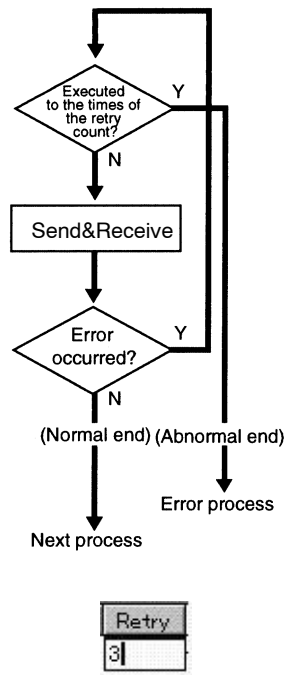 Executed
to the times of
the retry
count?
Y
N
Send&Receive
Error
occurred?
Y
N
(Normal end) (Abnormal end)
Error process
Next process
Retry
3